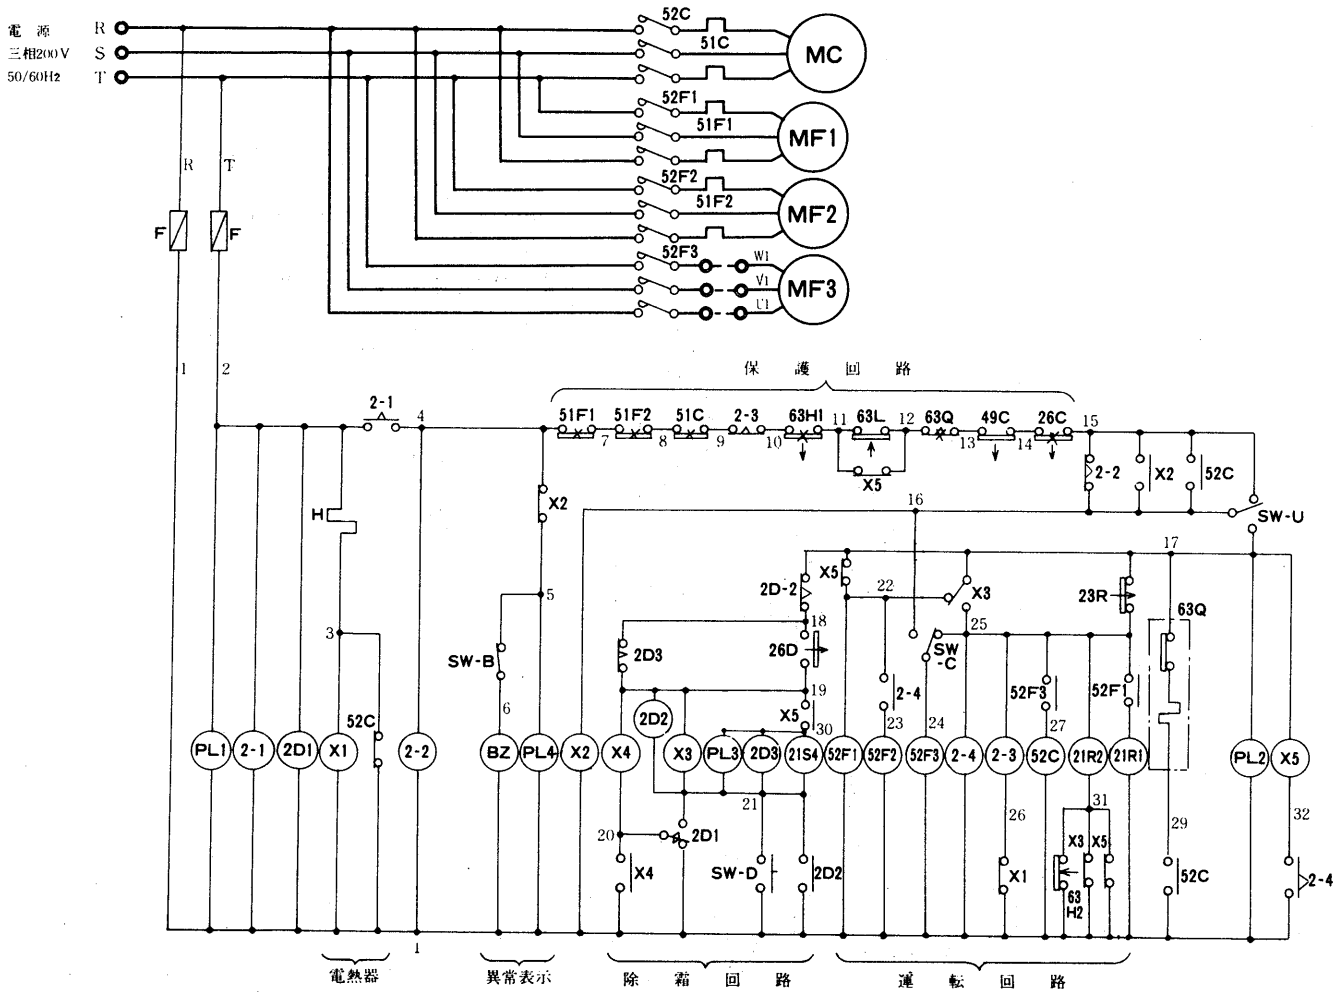 電源
三相200V
50/60Hz
R
S
T
52C
51C
MC
52F1
51F1
MF1
52F2
51F2
MF2
52F3
W1
V1
U1
MF3
R
T
F
F
1
2
保護回路
2-1
4
51F1
7
51F2
8
51C
9
2-3
10
63H1
11
63L
12
63Q
13
49C
14
26C
15
X5
2-2
X2
52C
SW-U
X2
H
16
17
5
2D-2
X5
22
X3
23R
63Q
3
18
25
SW-B
2D3
26D
SW-C
2-4
52F3
52F1
19
6
52C
2D2
X5
30
23
24
27
PL1
2-1
2D1
X1
2-2
BZ
PL4
X2
X4
X3
PL3
2D3
21S4
52F1
52F2
52F3
2-4
2-3
52C
21R2
21R1
PL2
X5
21
20
2D1
26
31
29
32
X4
SW-D
2D2
X1
X3
X5
63H2
52C
2-4
1
電熱器
異常表示
除霜回路
運転回路